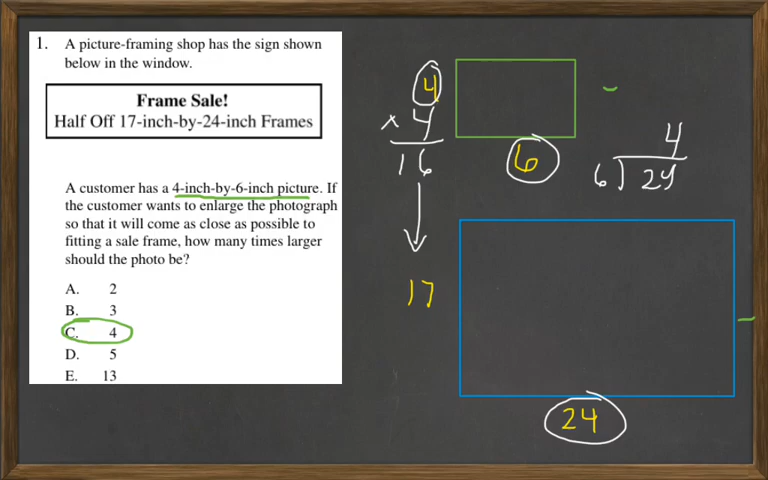 1. A picture-framing shop has the sign shown
below in the window.
Frame Sale!
Half Off 17-inch-by-24-inch Frames
A customer has a 4-inch-by-6-inch picture. If
the customer wants to enlarge the photograph
so that it will come as close as possible to
fitting a sale frame, how many times larger
should the photo be?
A. 2
B. 3
C. 4
D. 5
E. 13
4
× 4
16
17
6
4
6) 24
24